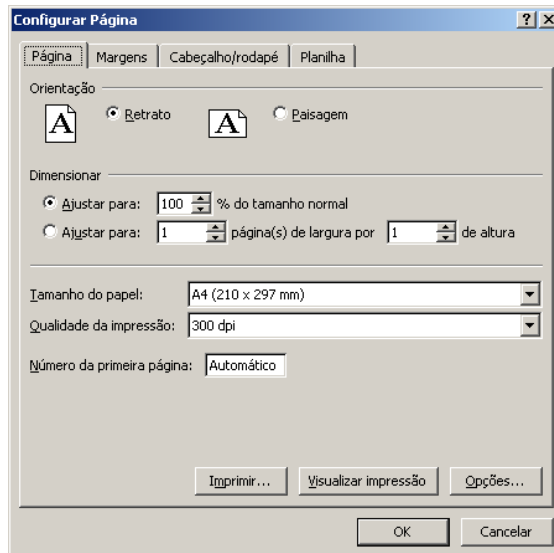 Configurar Página
Página Margens Cabeçalho/rodapé Planilha
Orientação
A Retrato A Paisagem
Dimensionar
Ajustar para: 100 % do tamanho normal
Ajustar para: 1 página(s) de largura por 1 de altura
Tamanho do papel: A4 (210 x 297 mm)
Qualidade da impressão: 300 dpi
Número da primeira página: Automático
Imprimir... Visualizar impressão Opções...
OK Cancelar